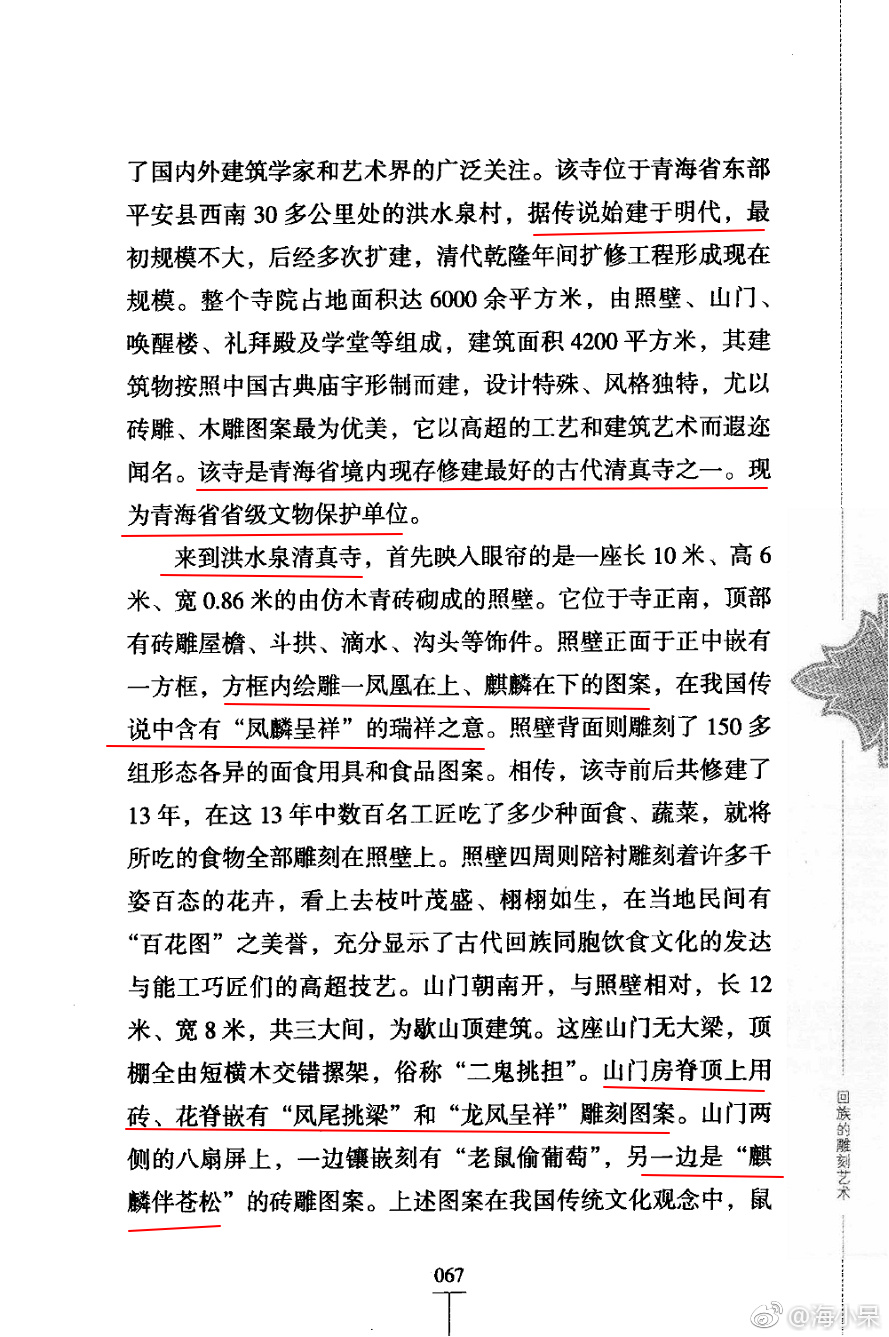 了国内外建筑学家和艺术界的广泛关注。该寺位于青海省东部
平安县西南 30 多公里处的洪水泉村，据传说始建于明代，最
初规模不大，后经多次扩建，清代乾隆年间扩修工程形成现在
规模。整个寺院占地面积达 6000 余平方米，由照壁、山门、
唤醒楼、礼拜殿及学堂等组成，建筑面积 4200 平方米，其建
筑物按照中国古典庙宇形制而建，设计特殊、风格独特，尤以
砖雕、木雕图案最为优美，它以高超的工艺和建筑艺术而遐迩
闻名。该寺是青海省境内现存修建最好的古代清真寺之一。现
为青海省省级文物保护单位。
来到洪水泉清真寺，首先映入眼帘的是一座长 10 米、高 6
米、宽 0.86 米的由仿木青砖砌成的照壁。它位于寺正南，顶部
有砖雕屋檐、斗拱、滴水、沟头等饰件。照壁正面于正中嵌有
一方框，方框内绘雕一凤凰在上、麒麟在下的图案，在我国传
说中含有“凤麟呈祥”的瑞祥之意。照壁背面则雕刻了 150 多
组形态各异的面食用具和食品图案。相传，该寺前后共修建了
13 年，在这 13 年中数百名工匠吃了多少种面食、蔬菜，就将
所吃的食物全部雕刻在照壁上。照壁四周则陪衬雕刻着许多千
姿百态的花卉，看上去枝叶茂盛、栩栩如生，在当地民间有
“百花图”之美誉，充分显示了古代回族同胞饮食文化的发达
与能工巧匠们的高超技艺。山门朝南开，与照壁相对，长 12
米、宽 8 米，共三大间，为歇山顶建筑。这座山门无大梁，顶
棚全由短横木交错摞架，俗称“二鬼挑担”。山门房脊顶上用
砖、花脊嵌有“凤尾挑梁”和“龙凤呈祥”雕刻图案。山门两
侧的八扇屏上，一边镶嵌刻有“老鼠偷葡萄”，另一边是“麒
麟伴苍松”的砖雕图案。上述图案在我国传统文化观念中，鼠
回族的雕刻艺术
067
@海小呆